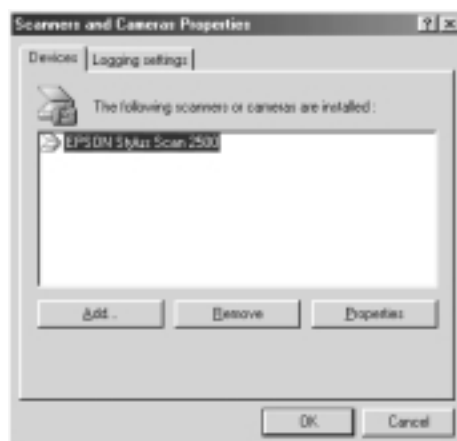 Scanners and Cameras Properties
Devices
Logging settings
The following scanners or cameras are installed :
EPSON Stylus Scan 2500
Add...
Remove
Properties
OK
Cancel